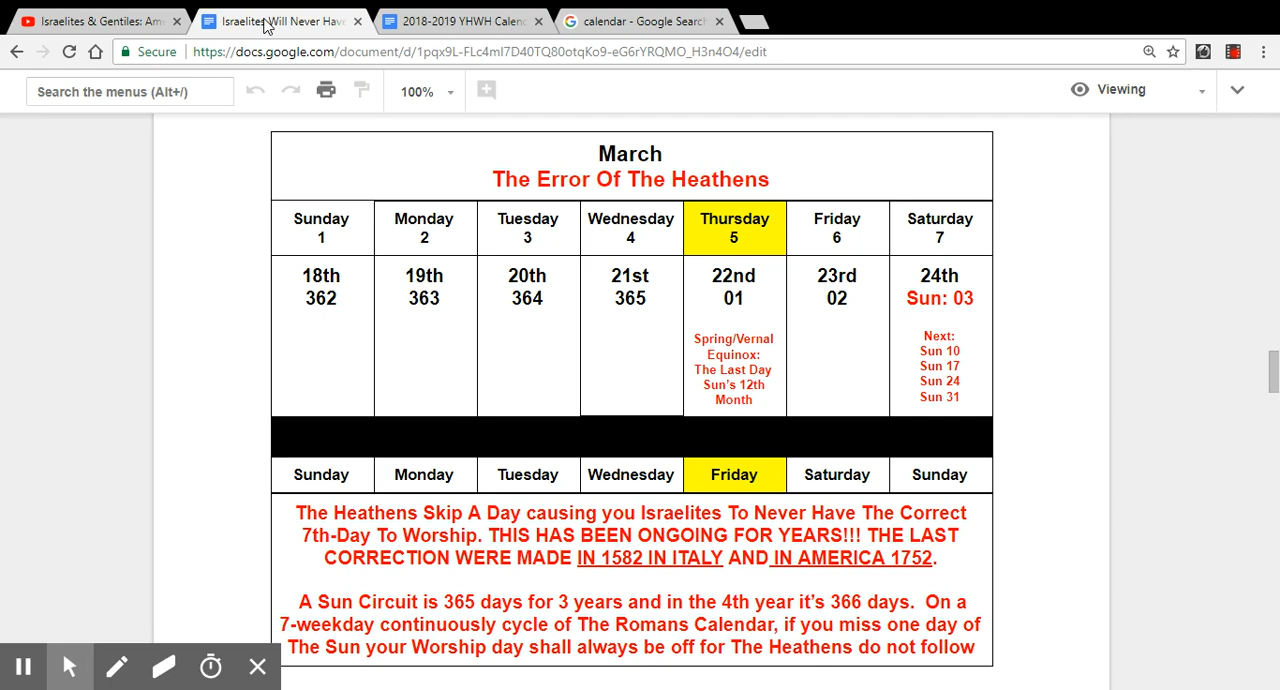 Israelites & Gentiles: Ame
Israelites Will Never Have
2018-2019 YHWH Calend
calendar - Google Search
Secure
https://docs.google.com/document/d/1pqx9L-FLc4ml7D40TQ80otqKo9-eG6rYRQMO_H3n4O4/edit
Search the menus (Alt+/)
100%
Viewing
March
The Error Of The Heathens
Sunday Monday Tuesday Wednesday Thursday Friday Saturday
1 2 3 4 5 6 7
18th 19th 20th 21st 22nd 23rd 24th
362 363 364 365 01 02 Sun: 03
Spring/Vernal
Equinox:
The Last Day
Sun's 12th
Month
Next:
Sun 10
Sun 17
Sun 24
Sun 31
Sunday Monday Tuesday Wednesday Friday Saturday Sunday
The Heathens Skip A Day causing you Israelites To Never Have The Correct
7th-Day To Worship. THIS HAS BEEN ONGOING FOR YEARS!!! THE LAST
CORRECTION WERE MADE IN 1582 IN ITALY AND IN AMERICA 1752.
A Sun Circuit is 365 days for 3 years and in the 4th year it's 366 days. On a
7-weekday continuously cycle of The Romans Calendar, if you miss one day of
The Sun your Worship day shall always be off for The Heathens do not follow